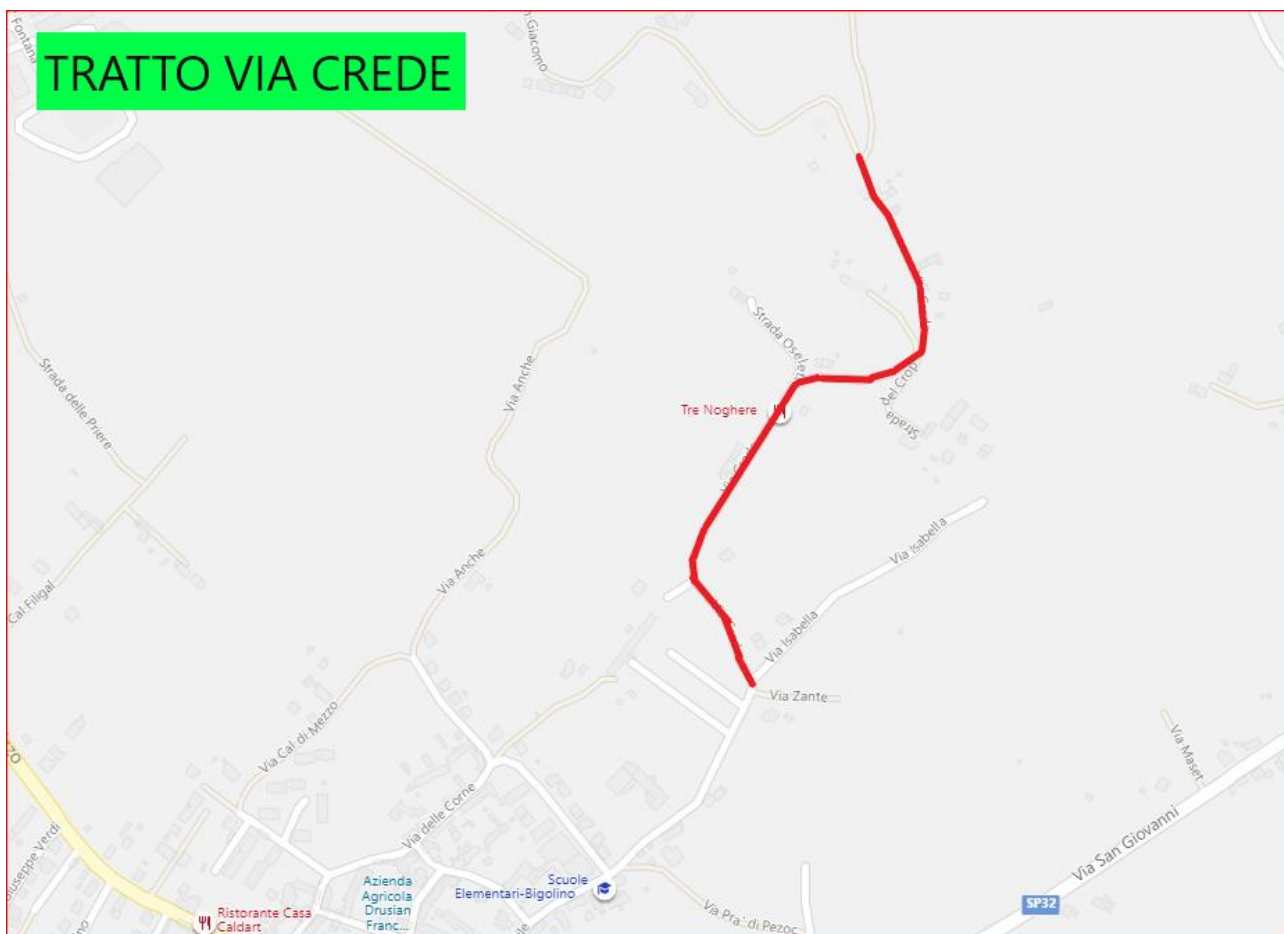 Fontana
Giacomo
TRATTO VIA CREDE
Strada Osele
Via Anche
Strada delle Priere
Tre Noghere
del Crop
Strada
Via Isabella
Via Anche
Cal Filigal
Via Isabella
Via Zante
Via Cal di Mezzo
Via Maset
Via delle Corne
Via San Giovanni
Giuseppe Verdi
Scuole
Elementari-Bigolino
Azienda
Agricola
Drusian
Franc...
SP32
Ristorante Casa
Caldart
Via Pra' di Pezoc